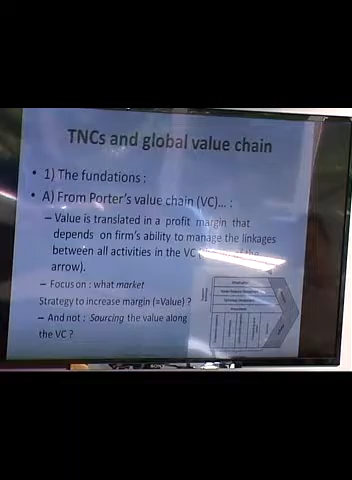 TNCs and global value chain
• 1) The fundations :
• A) From Porter's value chain (VC)... :
– Value is translated in a profit margin that
depends on firm's ability to manage the linkages
between all activities in the VC ( of the
arrow).
– Focus on : what market
Strategy to increase margin (=Value) ?
– And not : Sourcing the value along
the VC ?